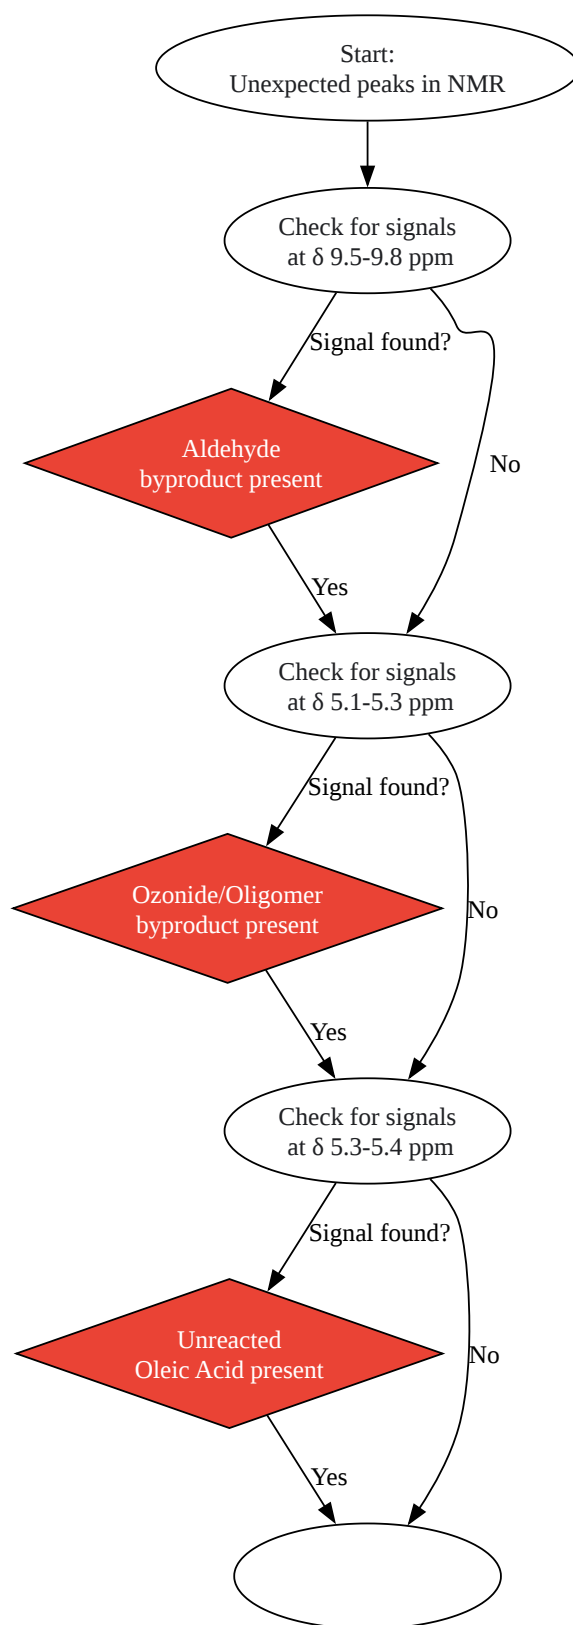 Start:
Unexpected peaks in NMR
Check for signals
at δ 9.5-9.8 ppm
Signal found?
Aldehyde
byproduct present
No
Yes
Check for signals
at δ 5.1-5.3 ppm
Signal found?
Ozonide/Oligomer
byproduct present
No
Yes
Check for signals
at δ 5.3-5.4 ppm
Signal found?
Unreacted
Oleic Acid present
No
Yes